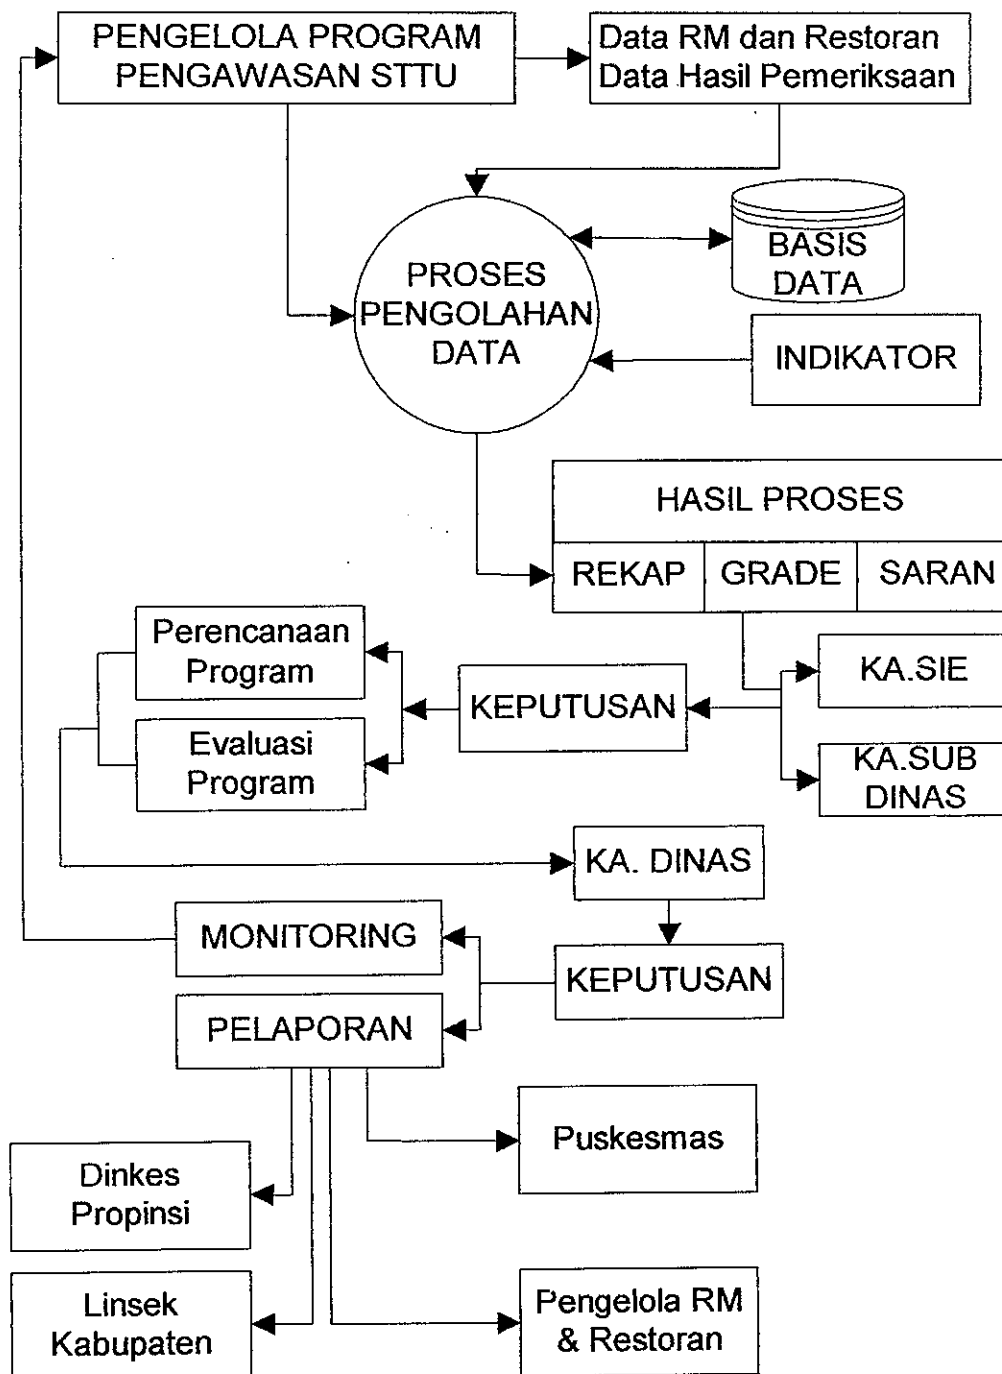 PENGELOLA PROGRAM
PENGAWASAN STTU
Data RM dan Restoran
Data Hasil Pemeriksaan
PROSES
PENGOLAHAN
DATA
BASIS
DATA
INDIKATOR
HASIL PROSES
REKAP
GRADE
SARAN
Perencanaan
Program
KEPUTUSAN
KA.SIE
Evaluasi
Program
KA.SUB
DINAS
KA. DINAS
MONITORING
KEPUTUSAN
PELAPORAN
Puskesmas
Dinkes
Propinsi
Linsek
Kabupaten
Pengelola RM
& Restoran